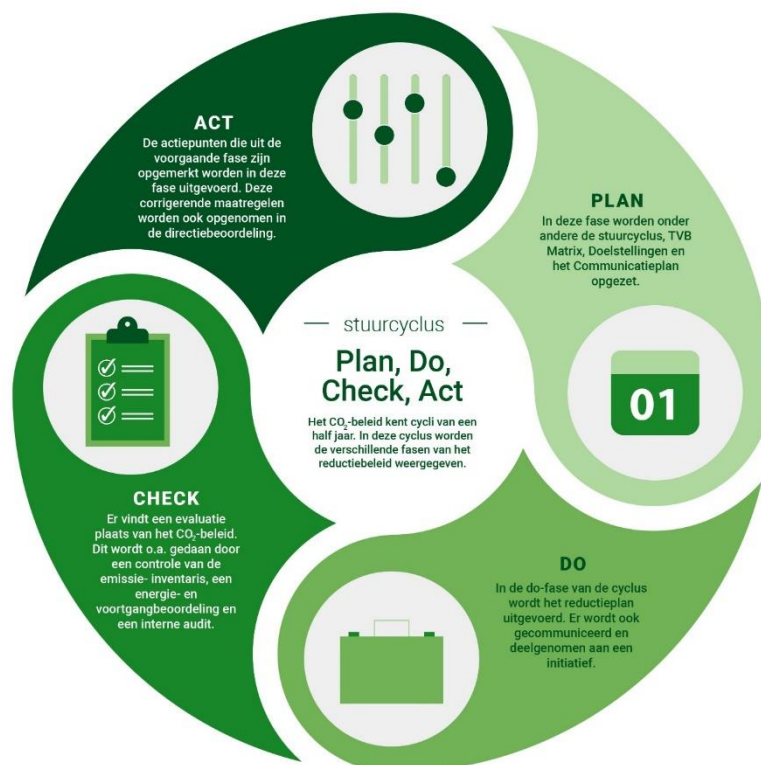 ACT
De actiepunten die uit de
voorgaande fase zijn
opgemerkt worden in deze
fase uitgevoerd. Deze
corrigerende maatregelen
worden ook opgenomen in
de directiebeoordeling.
PLAN
In deze fase worden onder
andere de stuurcyclus, TVB
Matrix, Doelstellingen en
het Communicatieplan
opgezet.
01
stuurcyclus
Plan, Do,
Check, Act
Het CO₂-beleid kent cycli van een
half jaar. In deze cyclus worden
de verschillende fasen van het
reductiebeleid weergegeven.
CHECK
Er vindt een evaluatie
plaats van het CO₂-beleid.
Dit wordt o.a. gedaan door
een controle van de
emissie- inventaris, een
energie- en
voortgangbeoordeling en
een interne audit.
DO
In de do-fase van de cyclus
wordt het reductieplan
uitgevoerd. Er wordt ook
gecommuniceerd en
deelgenomen aan een
initiatief.